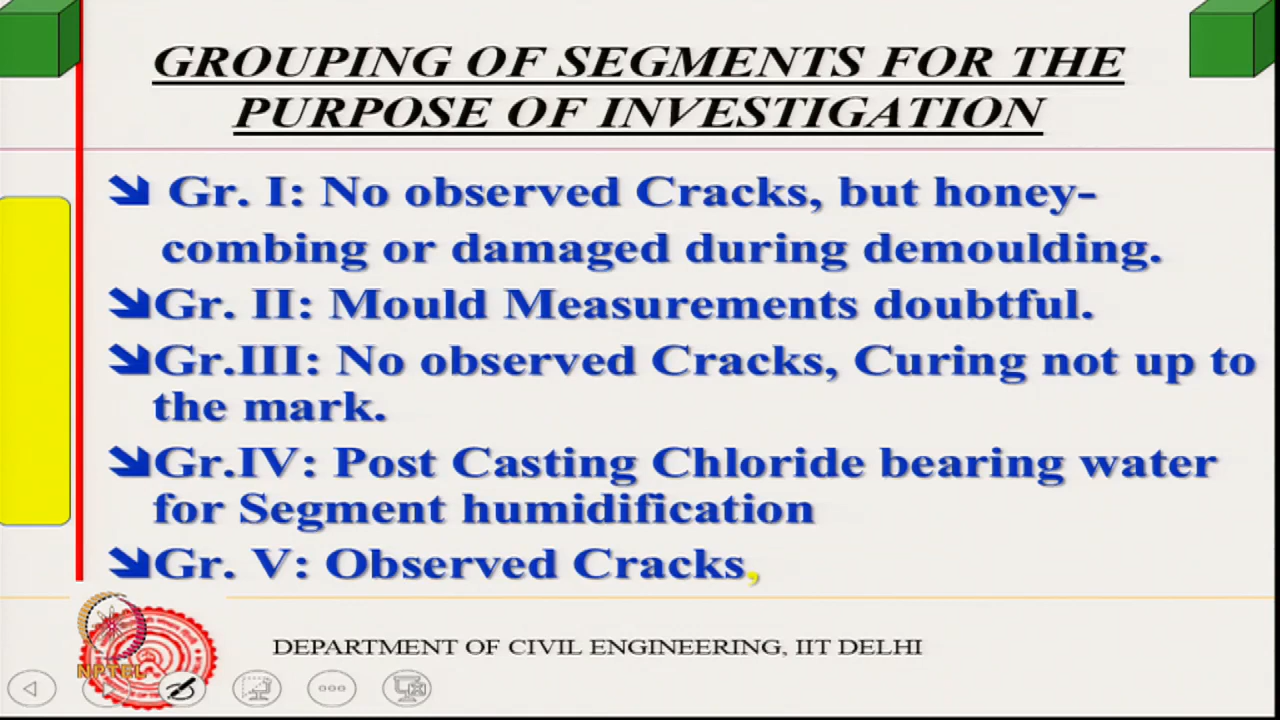 GROUPING OF SEGMENTS FOR THE
PURPOSE OF INVESTIGATION
Gr. I: No observed Cracks, but honey-
combing or damaged during demoulding.
Gr. II: Mould Measurements doubtful.
Gr.III: No observed Cracks, Curing not up to
the mark.
Gr.IV: Post Casting Chloride bearing water
for Segment humidification
Gr. V: Observed Cracks,
DEPARTMENT OF CIVIL ENGINEERING, IIT DELHI
NPTEL